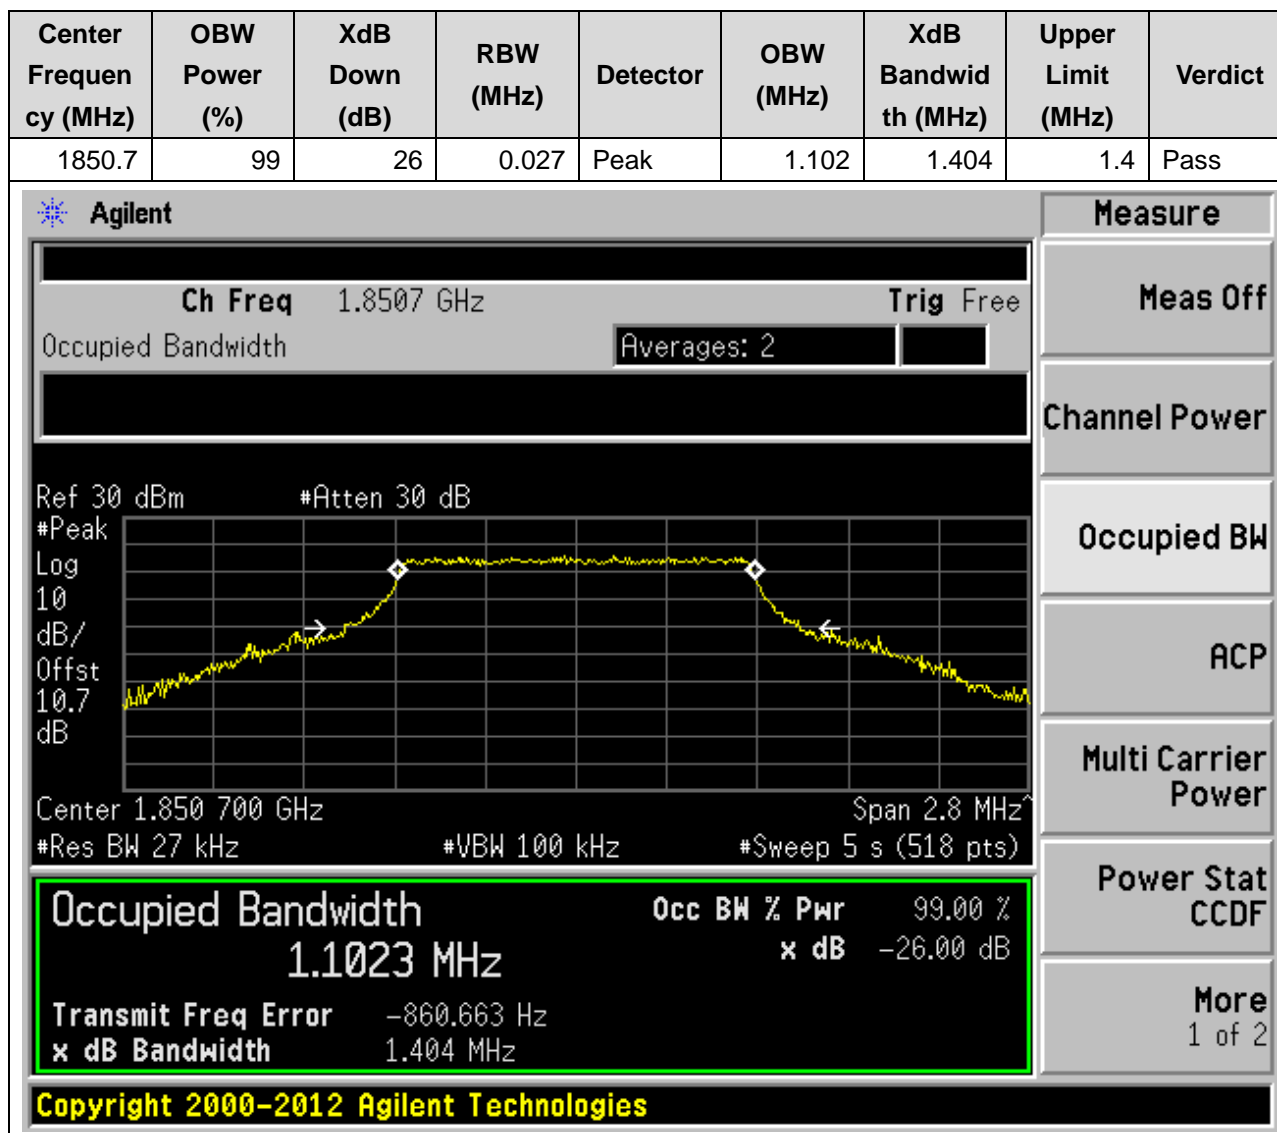 Center Frequen cy (MHz) OBW Power (%) XdB Down (dB) RBW (MHz) Detector OBW (MHz) XdB Bandwid th (MHz) Upper Limit (MHz) Verdict
1850.7 99 26 0.027 Peak 1.102 1.404 1.4 Pass
Agilent
Ch Freq 1.8507 GHz Trig Free
Occupied Bandwidth Averages: 2
Ref 30 dBm #Atten 30 dB
#Peak
Log
10
dB/
Offst
10.7
dB
Center 1.850 700 GHz Span 2.8 MHz^
#Res BW 27 kHz #VBW 100 kHz #Sweep 5 s (518 pts)
Occupied Bandwidth Occ BW % Pwr 99.00 %
1.1023 MHz x dB -26.00 dB
Transmit Freq Error -860.663 Hz
x dB Bandwidth 1.404 MHz
Copyright 2000-2012 Agilent Technologies
Measure
Meas Off
Channel Power
Occupied BW
ACP
Multi Carrier
Power
Power Stat
CCDF
More
1 of 2